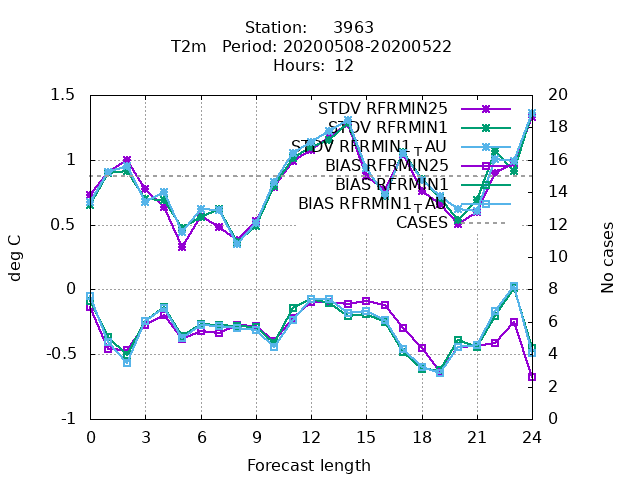 Station: 3963
T2m Period: 20200508-20200522
Hours: 12
STDV RFRMIN25
STDV RFRMIN1
STDV RFRMIN1_AU
BIAS RFRMIN25
BIAS RFRMIN1
BIAS RFRMIN1_AU
CASES
1.5
1
0.5
0
-0.5
-1
deg C
20
18
16
14
12
10
8
6
4
2
0
No cases
0 3 6 9 12 15 18 21 24
Forecast length